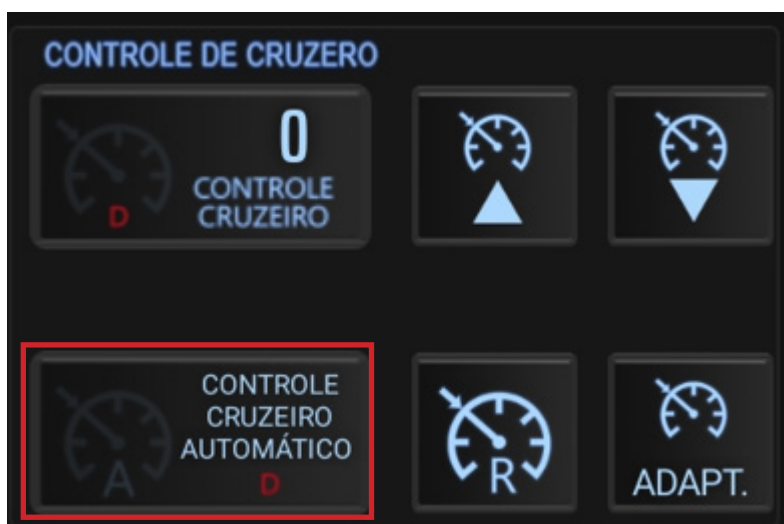 CONTROLE DE CRUZERO
0
CONTROLE
CRUZEIRO
D
CONTROLE
CRUZEIRO
AUTOMÁTICO
D
A
R
ADAPT.